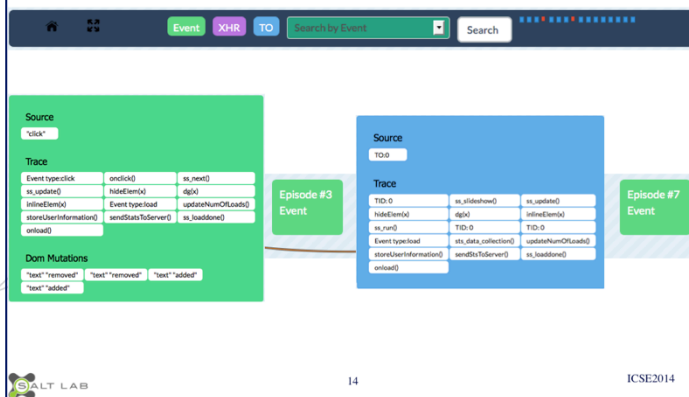 Event XHR TO Search by Event Search
Source
"click"
Trace
Event type:click onclick() ss_next()
ss_update() hideElem(x) dg(x)
inlineElem(x) Event type:load updateNumOfLoads()
storeUserInformation() sendStatsToServer() ss_loaddone()
onload()
Dom Mutations
"text" "removed" "text" "removed" "text" "added"
"text" "added"
Episode #3
Event
Source
TO:0
Trace
TID: 0 ss_slideshow() ss_update()
hideElem(x) dg(x) inlineElem(x)
ss_run() TID: 0 TID: 0
Event type:load sts_data_collection() updateNumOfLoads()
storeUserInformation() sendStsToServer() ss_loaddone()
onload()
Episode #7
Event
SALT LAB
14
ICSE2014